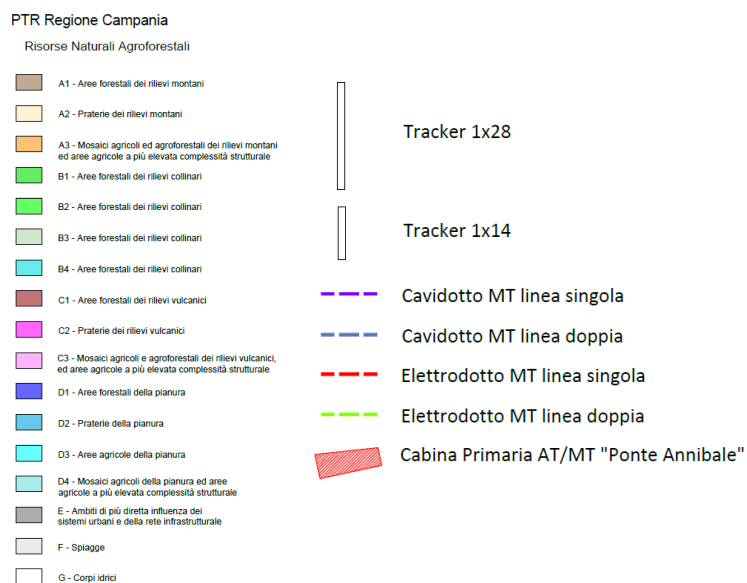 PTR Regione Campania
Risorse Naturali Agroforestali
A1 - Aree forestali dei rilievi montani
A2 - Praterie dei rilievi montani
A3 - Mosaici agricoli ed agroforestali dei rilievi montani
ed aree agricole a più elevata complessità strutturale
B1 - Aree forestali dei rilievi collinari
B2 - Aree forestali dei rilievi collinari
B3 - Aree forestali dei rilievi collinari
B4 - Aree forestali dei rilievi collinari
C1 - Aree forestali dei rilievi vulcanici
C2 - Praterie dei rilievi vulcanici
C3 - Mosaici agricoli e agroforestali dei rilievi vulcanici,
ed aree agricole a più elevata complessità strutturale
D1 - Aree forestali della pianura
D2 - Praterie della pianura
D3 - Aree agricole della pianura
D4 - Mosaici agricoli della pianura ed aree
agricole a più elevata complessità strutturale
E - Ambiti di più diretta influenza dei
sistemi urbani e della rete infrastrutturale
F - Spiagge
G - Corpi idrici
Tracker 1x28
Tracker 1x14
Cavidotto MT linea singola
Cavidotto MT linea doppia
Elettrodotto MT linea singola
Elettrodotto MT linea doppia
Cabina Primaria AT/MT "Ponte Annibale"